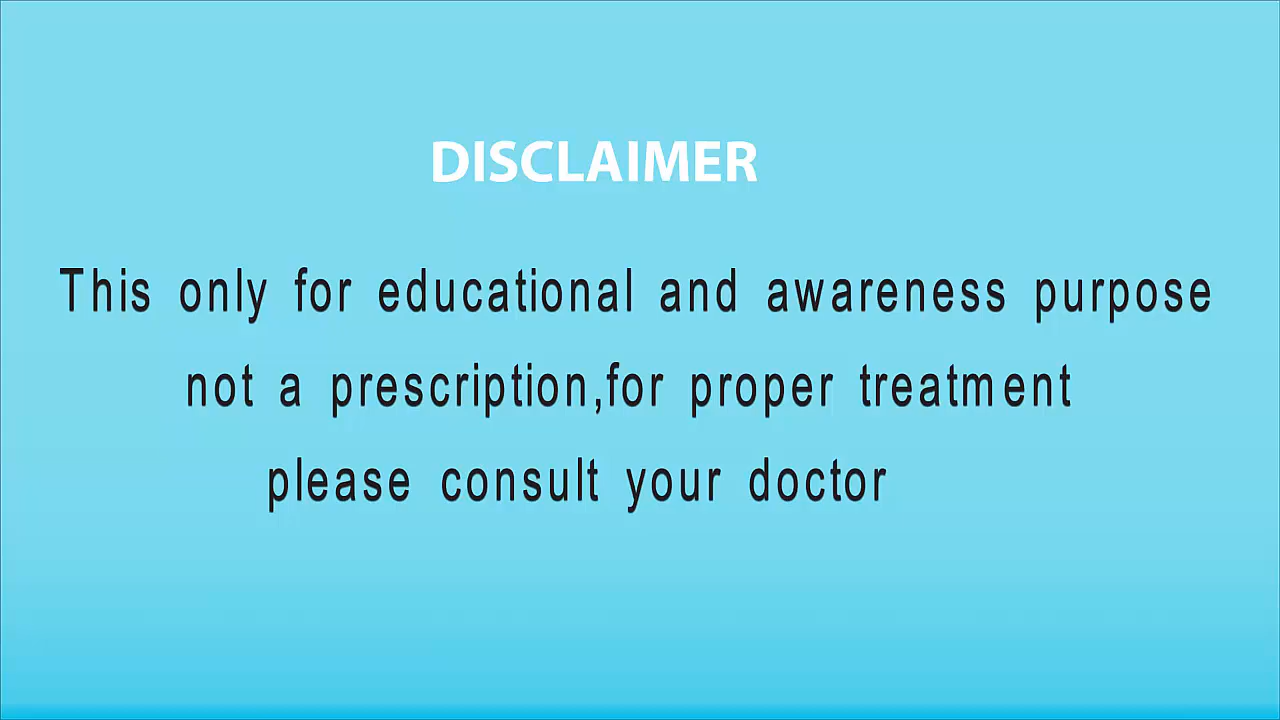 DISCLAIMER
This only for educational and awareness purpose
not a prescription,for proper treatment
please consult your doctor